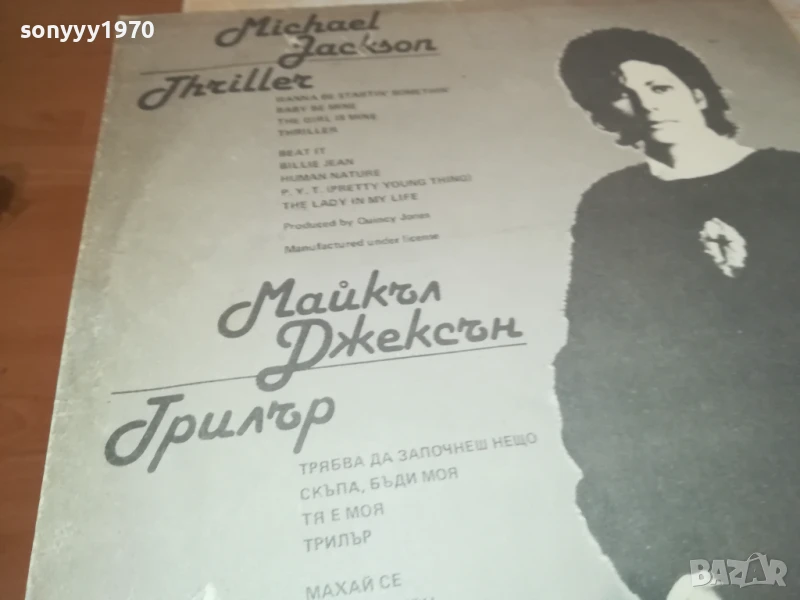 sonyyy1970
Michael
Jackson
Thriller
WANNA BE STARTIN' SOMETHIN'
BABY BE MINE
THE GIRL IS MINE
THRILLER
BEAT IT
BILLIE JEAN
HUMAN NATURE
P. Y. T. (PRETTY YOUNG THING)
THE LADY IN MY LIFE
Produced by Quincy Jones
Manufactured under license
Майкъл
Джексън
Трилър
ТРЯБВА ДА ЗАПОЧНЕШ НЕЩО
СКЪПА, БЪДИ МОЯ
ТЯ Е МОЯ
ТРИЛЪР
МАХАЙ СЕ
BAZAR